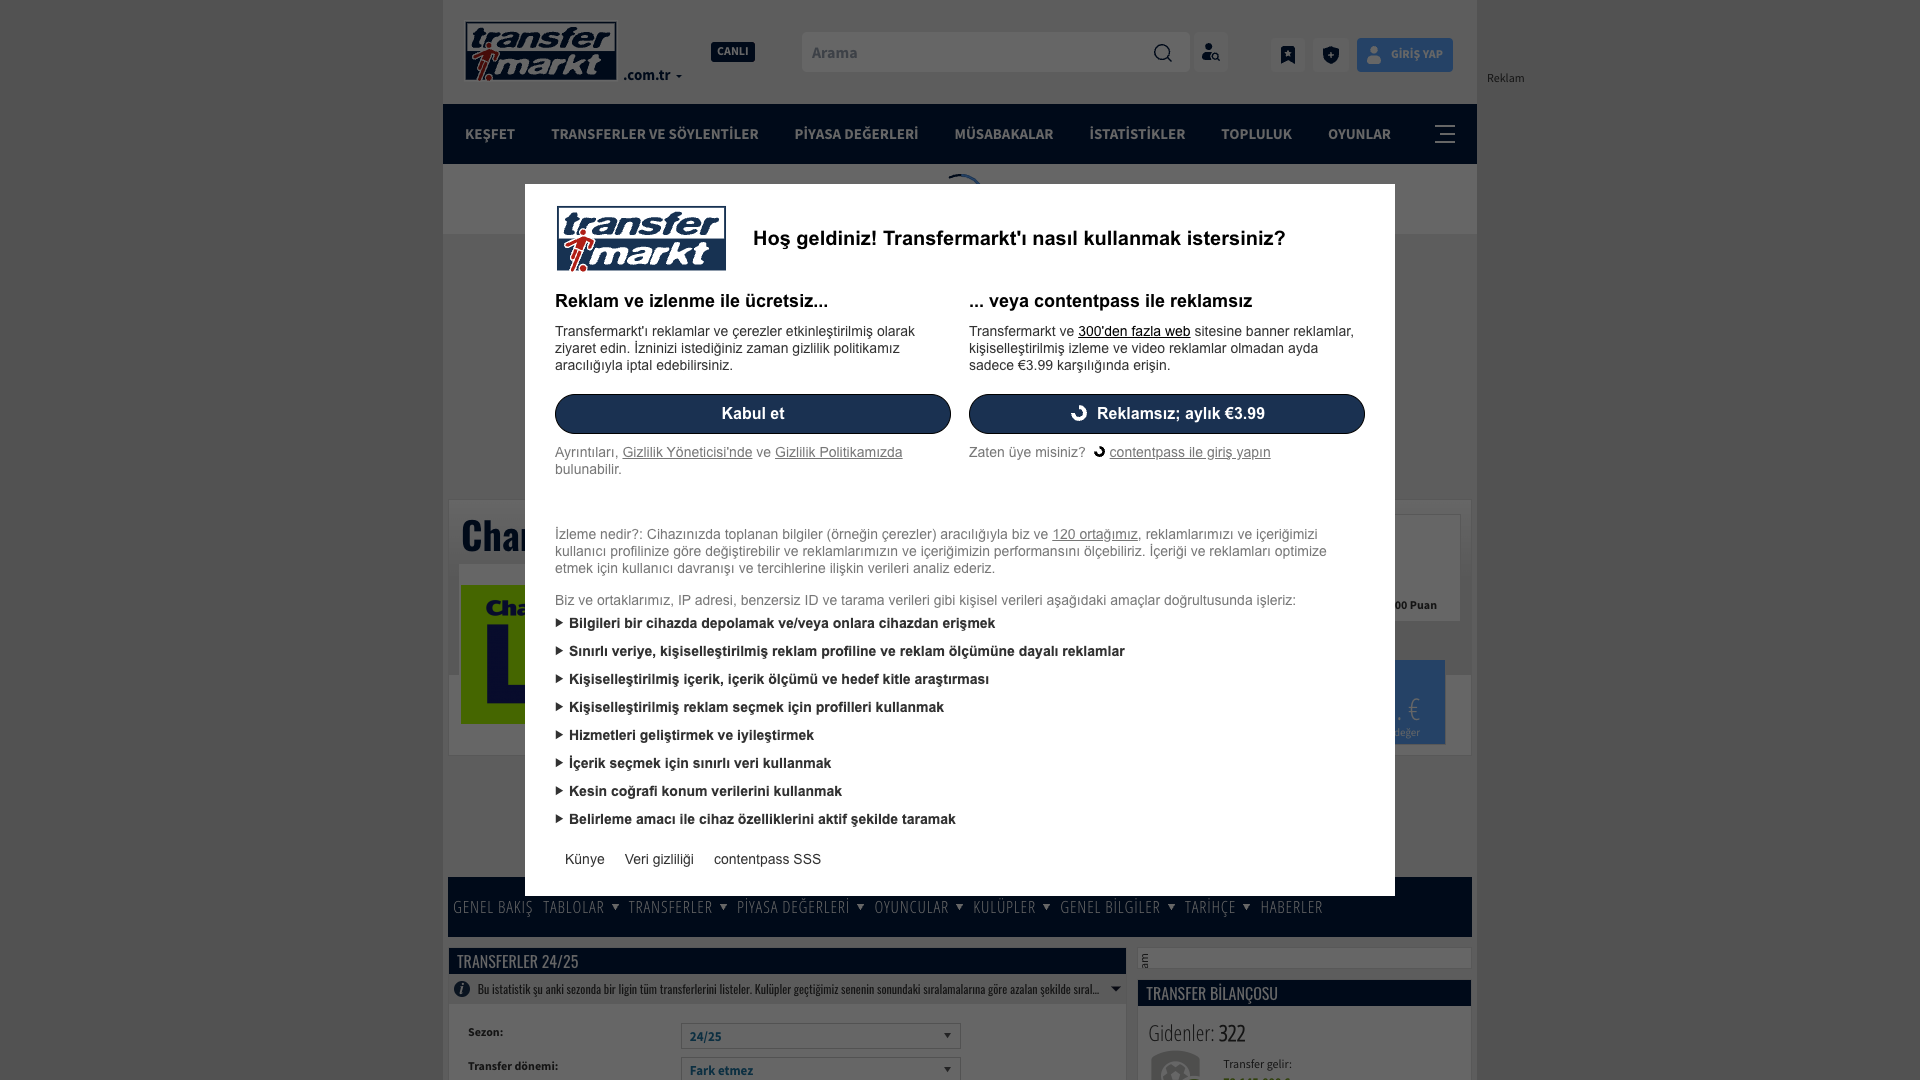 transfer
markt
.com.tr
CANLI
Arama
GİRİŞ YAP
Reklam
KEŞFET
TRANSFERLER VE SÖYLENTİLER
PİYASA DEĞERLERİ
MÜSABAKALAR
İSTATİSTİKLER
TOPLULUK
OYUNLAR
transfer
markt
Hoş geldiniz! Transfermarkt'ı nasıl kullanmak istersiniz?
Reklam ve izlenme ile ücretsiz...
Transfermarkt'ı reklamlar ve çerezler etkinleştirilmiş olarak
ziyaret edin. İzninizi istediğiniz zaman gizlilik politikamız
aracılığıyla iptal edebilirsiniz.
Kabul et
Ayrıntıları, Gizlilik Yöneticisi'nde ve Gizlilik Politikamızda
bulunabilir.
... veya contentpass ile reklamsız
Transfermarkt ve 300'den fazla web sitesine banner reklamlar,
kişiselleştirilmiş izleme ve video reklamlar olmadan ayda
sadece €3.99 karşılığında erişin.
Reklamsız; aylık €3.99
Zaten üye misiniz? contentpass ile giriş yapın
İzleme nedir?: Cihazınızda toplanan bilgiler (örneğin çerezler) aracılığıyla biz ve 120 ortağımız, reklamlarımızı ve içeriğimizi
kullanıcı profilinize göre değiştirebilir ve reklamlarımızın ve içeriğimizin performansını ölçebiliriz. İçeriği ve reklamları optimize
etmek için kullanıcı davranışı ve tercihlerine ilişkin verileri analiz ederiz.
Biz ve ortaklarımız, IP adresi, benzersiz ID ve tarama verileri gibi kişisel verileri aşağıdaki amaçlar doğrultusunda işleriz:
Bilgileri bir cihazda depolamak ve/veya onlara cihazdan erişmek
Sınırlı veriye, kişiselleştirilmiş reklam profiline ve reklam ölçümüne dayalı reklamlar
Kişiselleştirilmiş içerik, içerik ölçümü ve hedef kitle araştırması
Kişiselleştirilmiş reklam seçmek için profilleri kullanmak
Hizmetleri geliştirmek ve iyileştirmek
İçerik seçmek için sınırlı veri kullanmak
Kesin coğrafi konum verilerini kullanmak
Belirleme amacı ile cihaz özelliklerini aktif şekilde taramak
Künye
Veri gizliliği
contentpass SSS
Cha
Cha
L
00 Puan
. €
değer
GENEL BAKIŞ
TABLOLAR
TRANSFERLER
PİYASA DEĞERLERİ
OYUNCULAR
KULÜPLER
GENEL BİLGİLER
TARİHÇE
HABERLER
TRANSFERLER 24/25
Bu istatistik şu anki sezonda bir ligin tüm transferlerini listeler. Kulüpler geçtiğimiz senenin sonundaki sıralamalarına göre azalan şekilde sıral...
Sezon:
24/25
Transfer dönemi:
Fark etmez
am
TRANSFER BİLANÇOSU
Gidenler: 322
Transfer gelir: